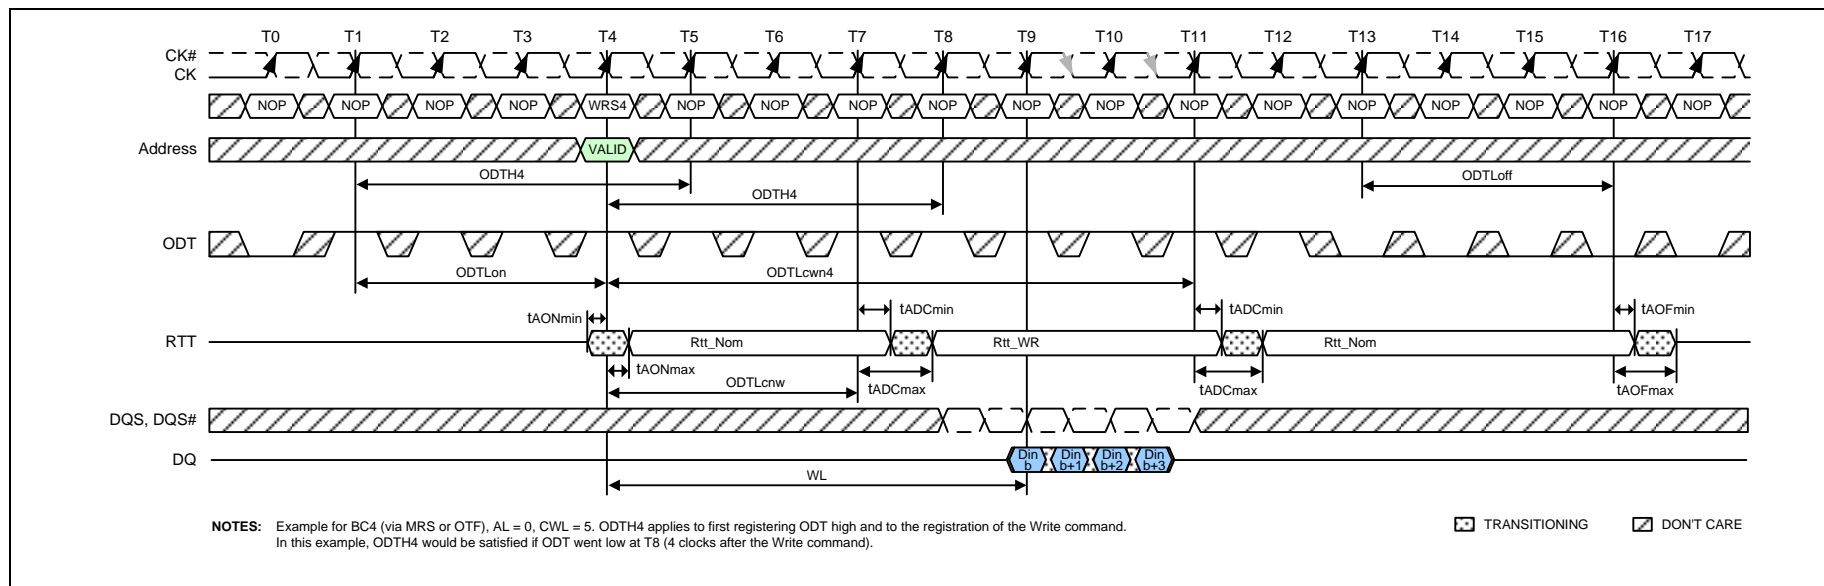 T0 T1 T2 T3 T4 T5 T6 T7 T8 T9 T10 T11 T12 T13 T14 T15 T16 T17
CK#
CK
NOP NOP NOP NOP WRS4 NOP NOP NOP NOP NOP NOP NOP NOP NOP NOP NOP NOP NOP
Address VALID
ODTH4 ODTLoff
ODTH4
ODT
ODTLon ODTLcwn4
tAONmin tADCmin tADCmin tAOFmin
RTT Rtt_Nom Rtt_WR Rtt_Nom
tAONmax tADCmax tADCmax tAOFmax
ODTLcnw
DQS, DQS#
DQ Din b Din b+1 Din b+2 Din b+3
WL
NOTES: Example for BC4 (via MRS or OTF), AL = 0, CWL = 5. ODTH4 applies to first registering ODT high and to the registration of the Write command.
In this example, ODTH4 would be satisfied if ODT went low at T8 (4 clocks after the Write command).
TRANSITIONING DON'T CARE